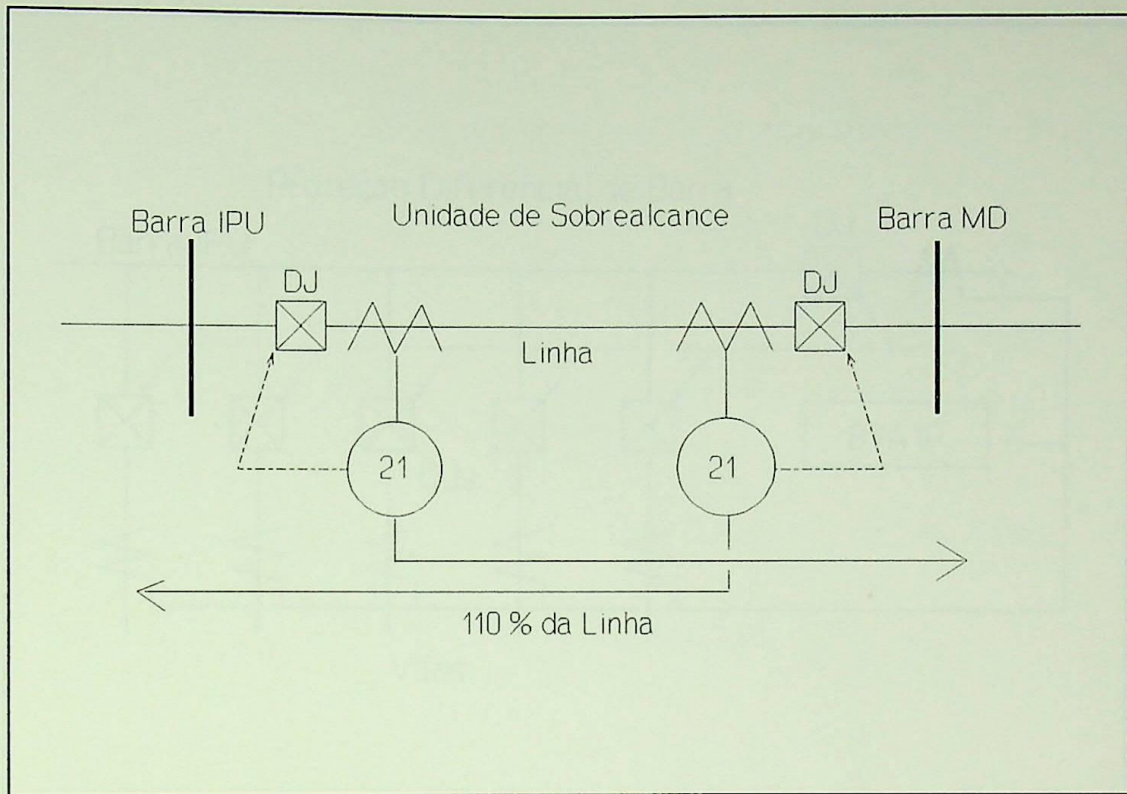 Unidade de Sobrealcance
Barra IPU
Barra MD
DJ
DJ
Linha
21
21
110 % da Linha